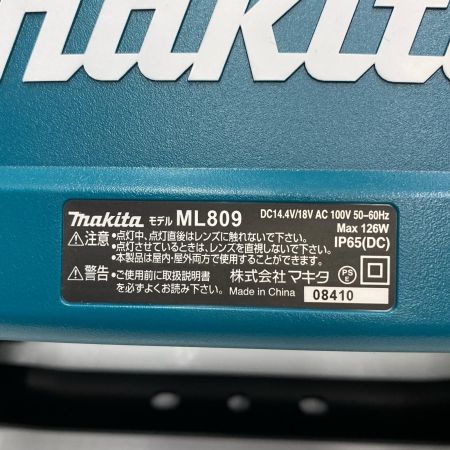 makita
makita モデル ML809 DC14.4V/18V AC 100V 50–60Hz
Max 126W
⚠注意 •点灯中、点灯直後はレンズに触れないで下さい。 IP65(DC)
•点灯させているときは、レンズを直視しないで下さい。
•本製品は屋内・屋外両方で使用することができます。
⚠警告 •ご使用前に取扱説明書 株式会社 マキタ PSE
を必ずよくお読み下さい。 Made in China 08410